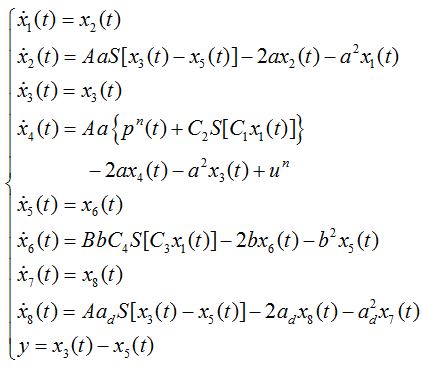 ẋ₁(t) = x₂(t)
ẋ₂(t) = AaS[x₃(t) − x₅(t)] − 2ax₂(t) − a²x₁(t)
ẋ₃(t) = x₃(t)
ẋ₄(t) = Aa{pⁿ(t) + C₂S[C₁x₁(t)]}
− 2ax₄(t) − a²x₃(t) + uⁿ
ẋ₅(t) = x₆(t)
ẋ₆(t) = BbC₄S[C₃x₁(t)] − 2bx₆(t) − b²x₅(t)
ẋ₇(t) = x₈(t)
ẋ₈(t) = Aa_dS[x₃(t) − x₅(t)] − 2a_dx₈(t) − a_d²x₇(t)
y = x₃(t) − x₅(t)